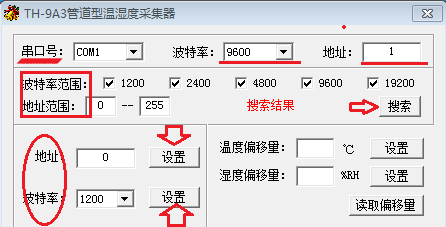 TH-9A3管道型温湿度采集器
串口号: COM1 波特率: 9600 地址: 1
波特率范围: 1200 2400 4800 9600 19200
地址范围: 0 -- 255 搜索结果 搜索
地址: 0 设置 温度偏移量: ℃ 设置
湿度偏移量: %RH 设置
波特率: 1200 设置
读取偏移量